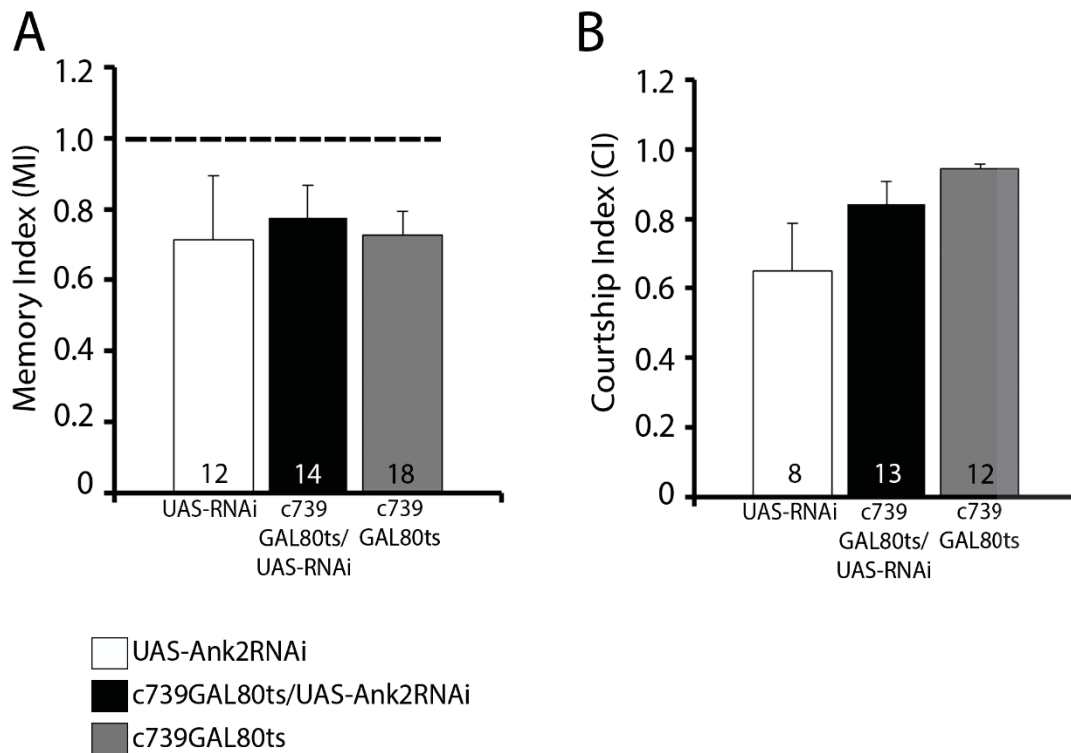 A
1.2
1.0
0.8
0.6
0.4
0.2
0
Memory Index (MI)
12
14
18
UAS-RNAi
c739
GAL80ts/
UAS-RNAi
c739
GAL80ts
B
1.2
1.0
0.8
0.6
0.4
0.2
0
Courtship Index (CI)
8
13
12
UAS-RNAi
c739
GAL80ts/
UAS-RNAi
c739
GAL80ts
UAS-Ank2RNAi
c739GAL80ts/UAS-Ank2RNAi
c739GAL80ts